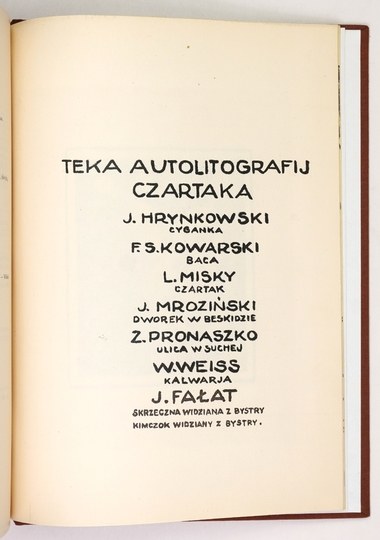 TEKA AUTOLITOGRAFIJ
CZARTAKA
J. HRYNKOWSKI
CYGANKA
F. S. KOWARSKI
BACA
L. MISKY
CZARTAK
J. MROZIŃSKI
DWOREK W BESKIDZIE
Z. PRONASZKO
ULICA W SUCHEJ
W. WEISS
KALWARJA
J. FAŁAT
SKRZECZNA WIDZIANA Z BYSTRY
KIMCZOK WIDZIANY Z BYSTRY.